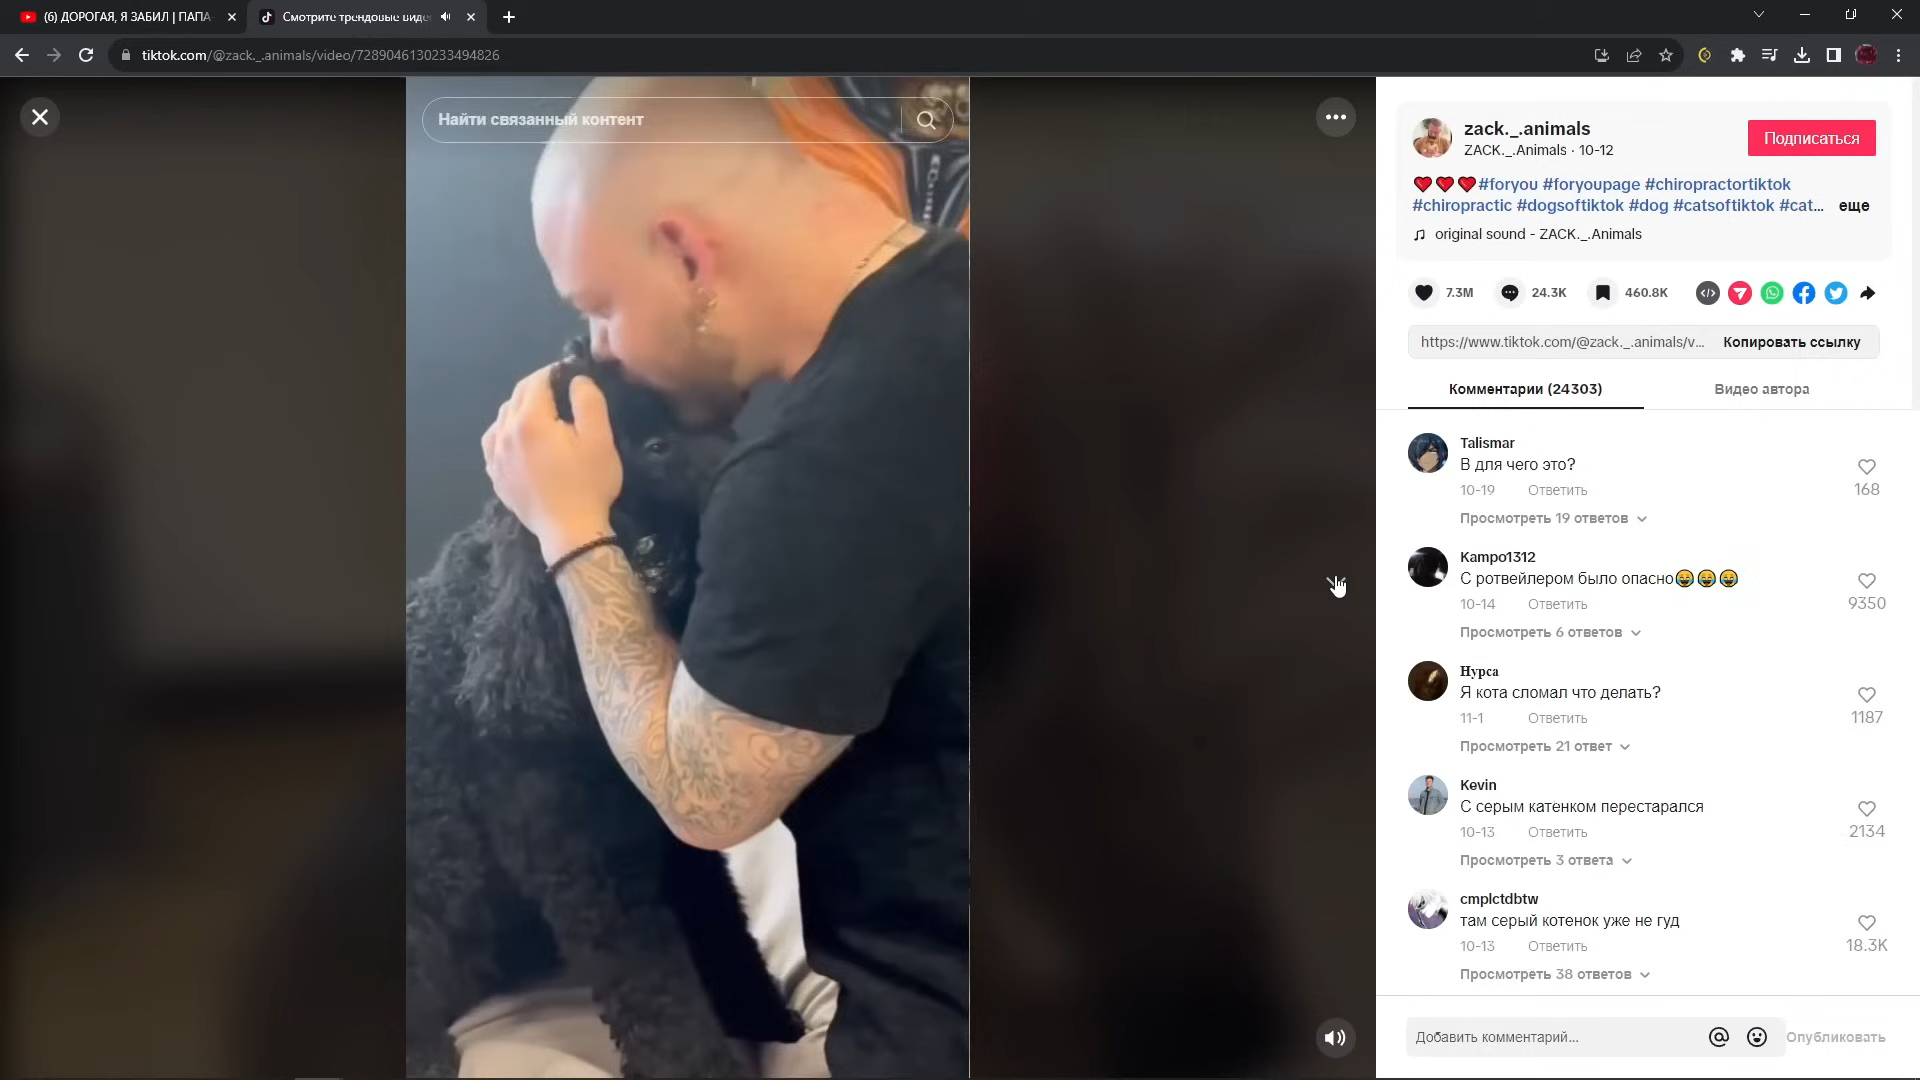 (6) ДОРОГАЯ, Я ЗАБИЛ | ПАПА
Смотрите трендовые виде
tiktok.com/@zack._.animals/video/7289046130233494826
Найти связанный контент
zack._.animals
ZACK._.Animals · 10-12
Подписаться
❤️❤️❤️#foryou #foryoupage #chiropractortiktok
#chiropractic #dogsoftiktok #dog #catsoftiktok #cat... еще
original sound - ZACK._.Animals
7.3M 24.3K 460.8K
https://www.tiktok.com/@zack._.animals/v... Копировать ссылку
Комментарии (24303) Видео автора
Talismar
В для чего это?
10-19 Ответить
168
Просмотреть 19 ответов
Kampo1312
С ротвейлером было опасно😂😂😂
10-14 Ответить
9350
Просмотреть 6 ответов
Нурса
Я кота сломал что делать?
11-1 Ответить
1187
Просмотреть 21 ответ
Kevin
С серым катенком перестарался
10-13 Ответить
2134
Просмотреть 3 ответа
cmplctdbtw
там серый котенок уже не гуд
10-13 Ответить
18.3K
Просмотреть 38 ответов
Добавить комментарий...
Опубликовать